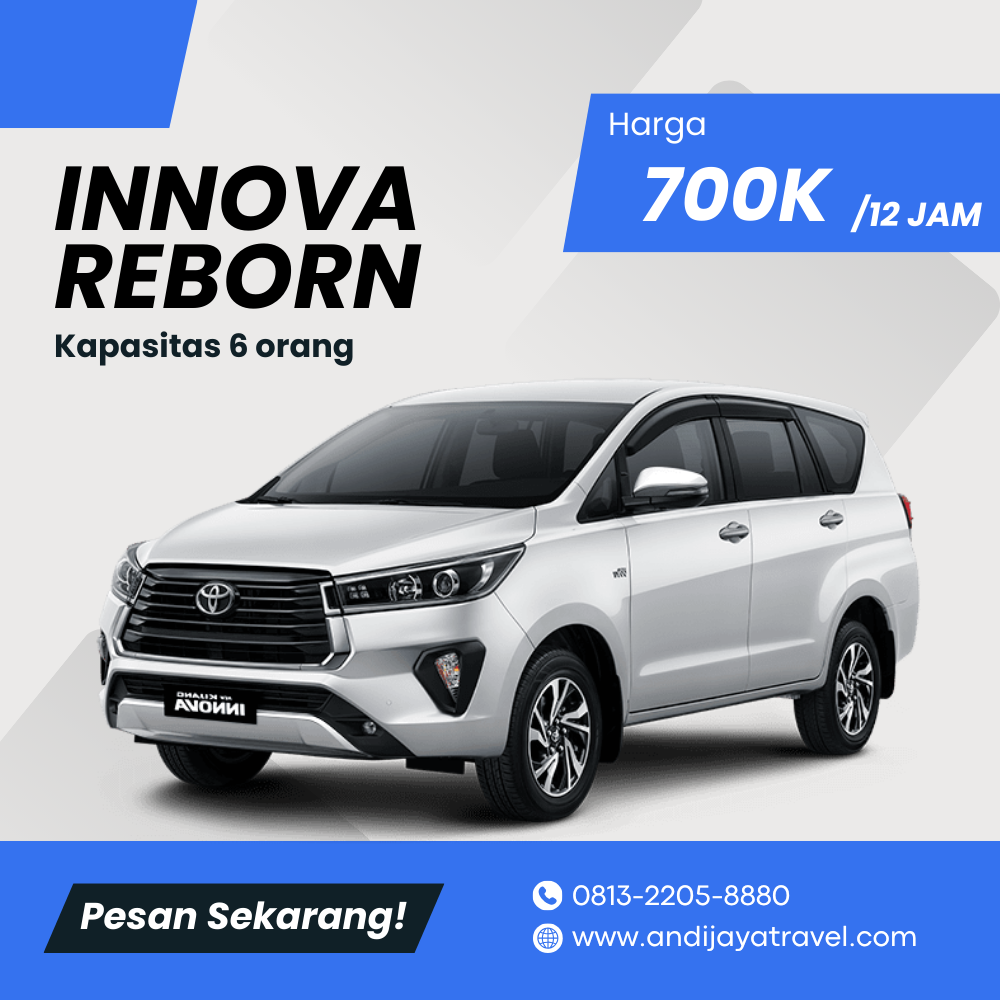 INNOVA
REBORN
Kapasitas 6 orang
Harga
700K /12 JAM
INNOVA
Pesan Sekarang!
0813-2205-8880
www.andijayatravel.com